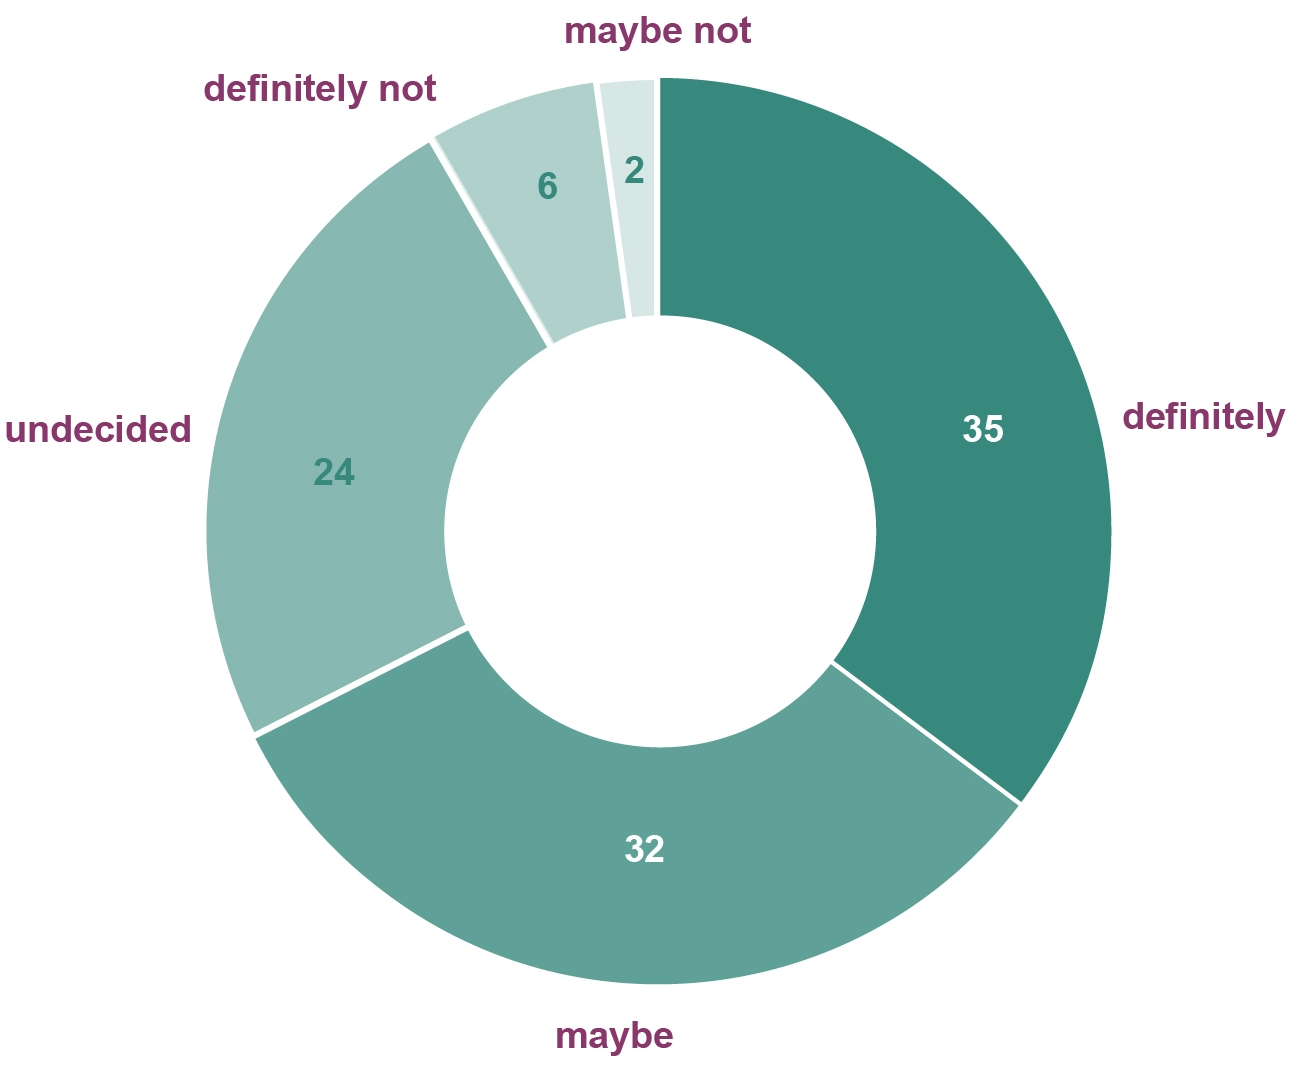 maybe not
definitely not
2
6
definitely
35
undecided
24
32
maybe